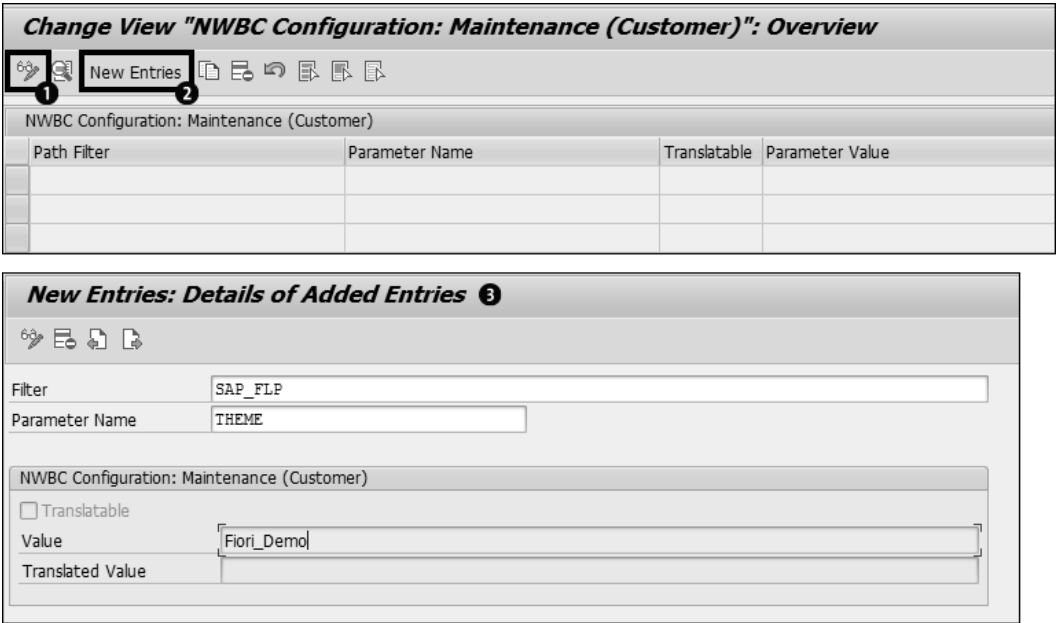 Change View "NWBC Configuration: Maintenance (Customer)": Overview
New Entries
1
2
NWBC Configuration: Maintenance (Customer)
Path Filter Parameter Name Translatable Parameter Value
New Entries: Details of Added Entries 3
Filter SAP_FLP
Parameter Name THEME
NWBC Configuration: Maintenance (Customer)
Translatable
Value Fiori_Demo
Translated Value